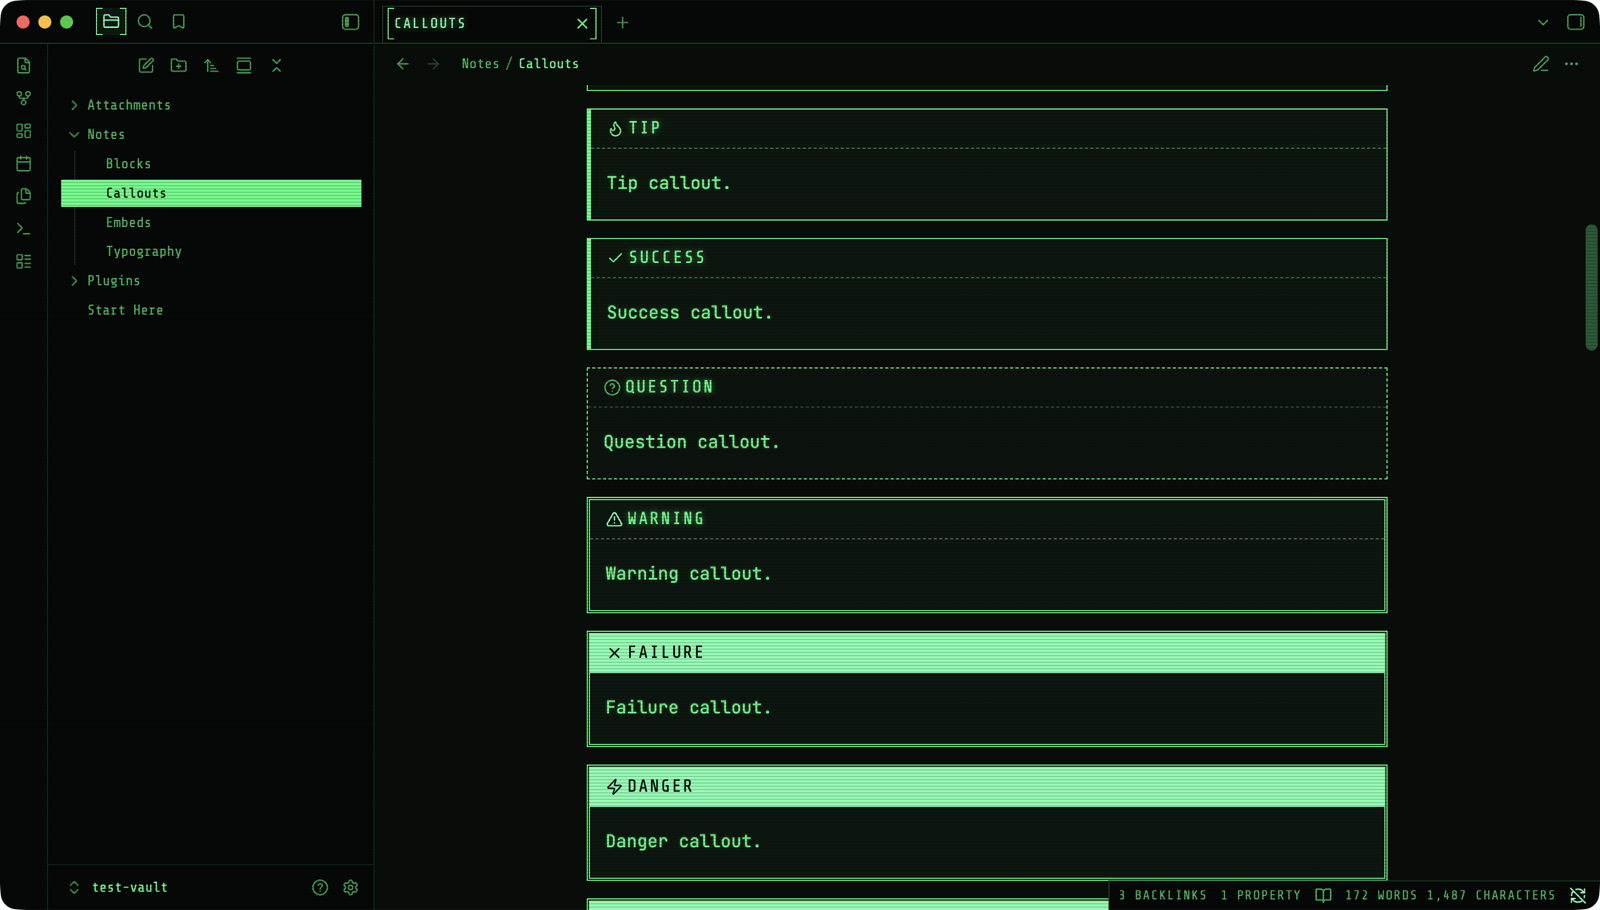 CALLOUTS
Notes / Callouts
Attachments
Notes
Blocks
Callouts
Embeds
Typography
Plugins
Start Here
test-vault
TIP
Tip callout.
SUCCESS
Success callout.
QUESTION
Question callout.
WARNING
Warning callout.
FAILURE
Failure callout.
DANGER
Danger callout.
3 BACKLINKS 1 PROPERTY 172 WORDS 1,487 CHARACTERS